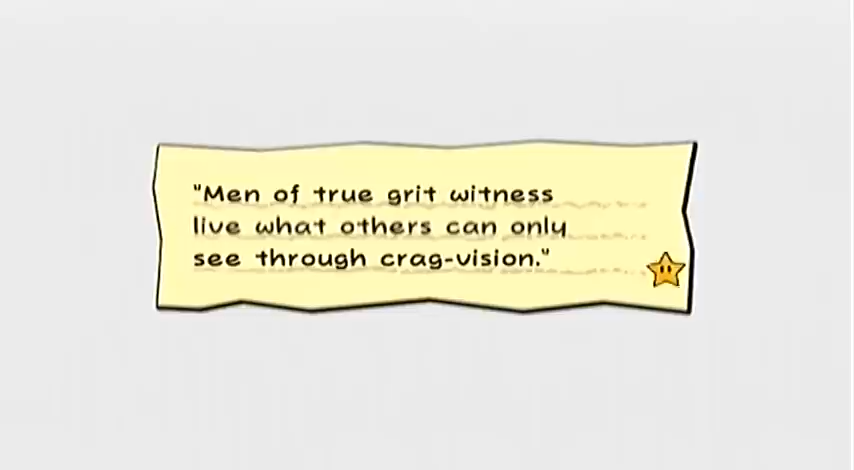 "Men of true grit witness
live what others can only
see through crag-vision."